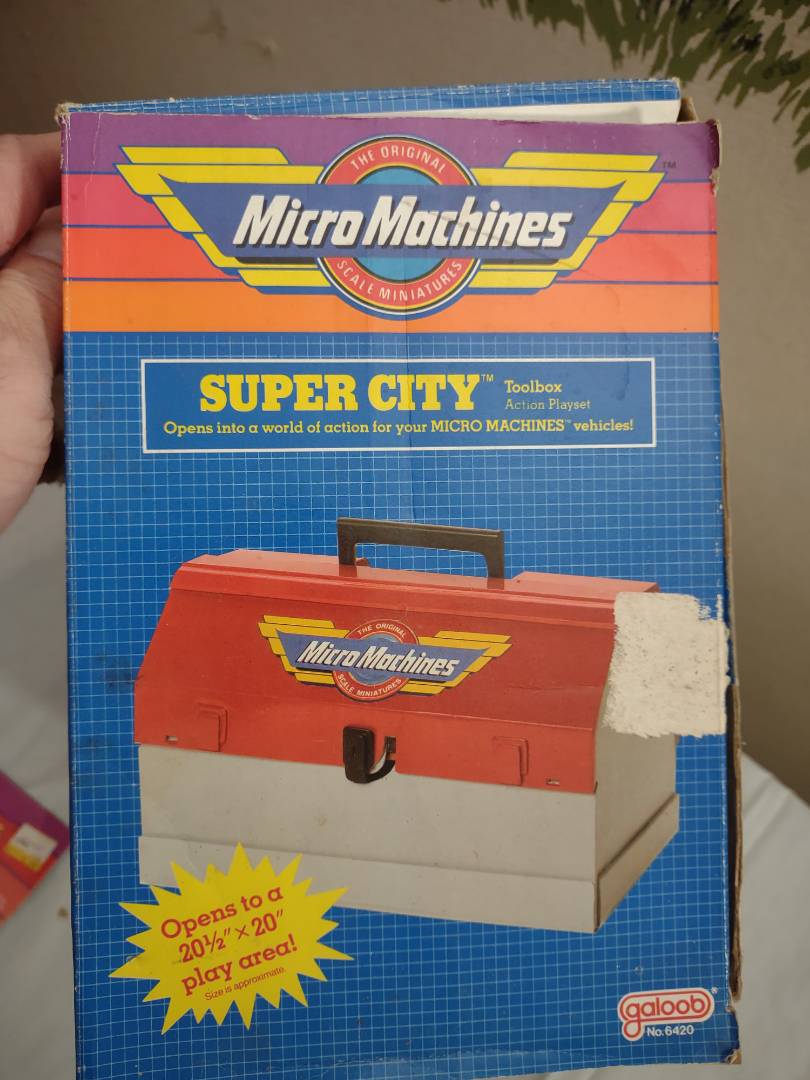 THE ORIGINAL
Micro Machines
SCALE MINIATURES
TM
SUPER CITY™ Toolbox
Action Playset
Opens into a world of action for your MICRO MACHINES™ vehicles!
THE ORIGINAL
Micro Machines
SCALE MINIATURES
Opens to a
20½" × 20"
play area!
Size is approximate.
galoob®
No.6420